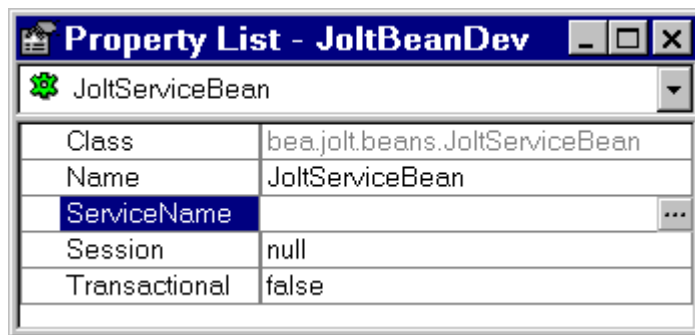 Property List - JoltBeanDev
JoltServiceBean
Class bea.jolt.beans.JoltServiceBean
Name JoltServiceBean
ServiceName ...
Session null
Transactional false